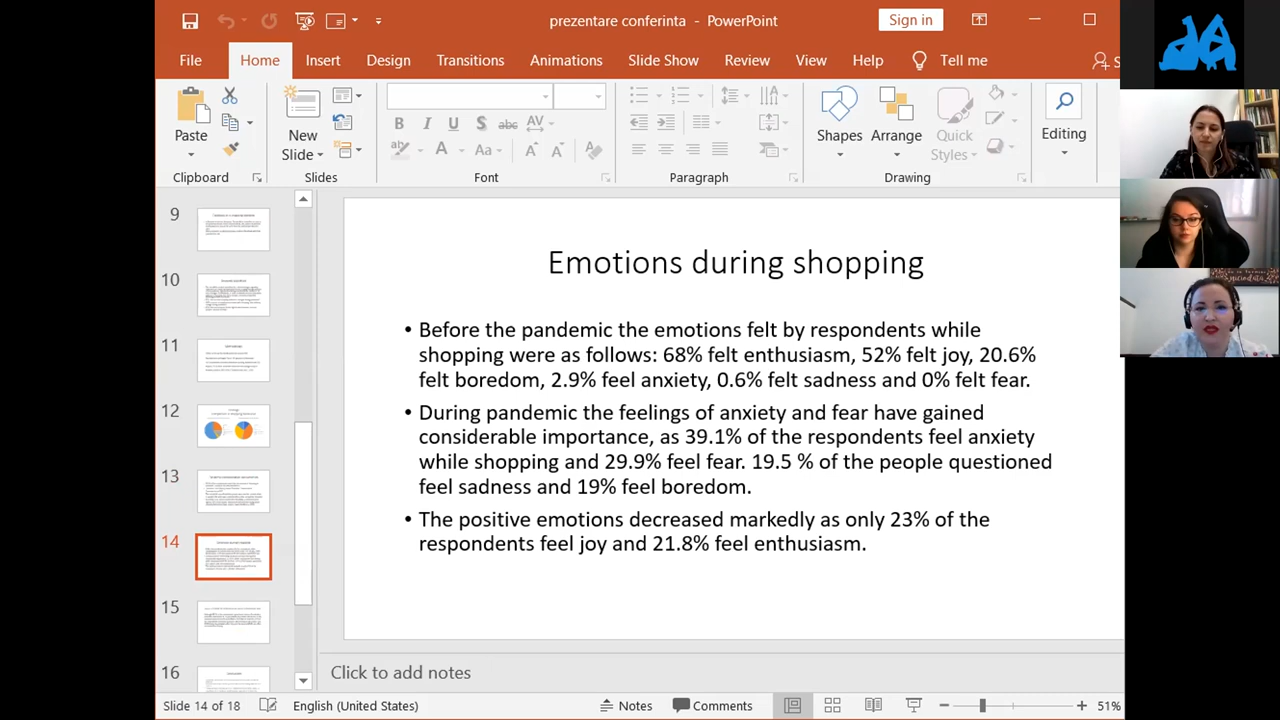 prezentare conferinta - PowerPoint
Sign in
File Home Insert Design Transitions Animations Slide Show Review View Help Tell me S
Paste
New
Slide
B I U S abc AV
A Aa A A
Shapes Arrange Quick
Styles
Editing
Clipboard Slides Font Paragraph Drawing
9
10
11
12
13
14
15
16
Emotions during shopping
• Before the pandemic the emotions felt by respondents while
shopping were as follows: 68% felt enthusiasm, 52% felt joy, 20.6%
felt boredom, 2.9% feel anxiety, 0.6% felt sadness and 0% felt fear.
• During pandemic the feelings of anxiety and fear have gained
considerable importance, as 39.1% of the respondents feel anxiety
while shopping and 29.9% feel fear. 19.5 % of the people questioned
feel sadness and 19% feel boredom.
• The positive emotions decreased markedly as only 23% of the
respondents feel joy and 21.8% feel enthusiasm.
Click to add notes
Slide 14 of 18 English (United States) Notes Comments 51%